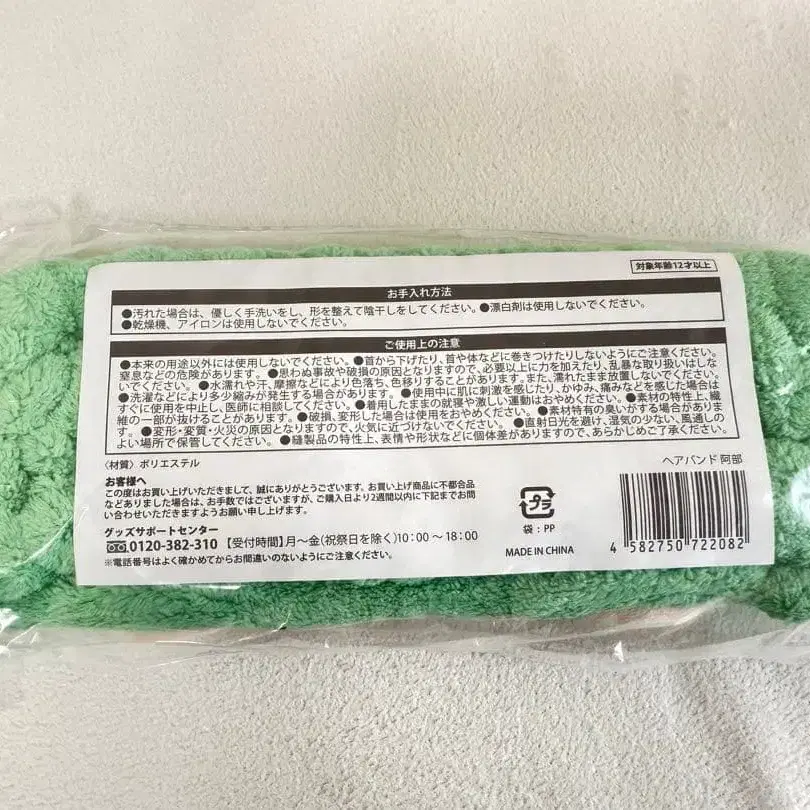 対象年齢12才以上
お手入れ方法
●汚れた場合は、優しく手洗いをし、形を整えて陰干しをしてください。●漂白剤は使用しないでください。
●乾燥機、アイロンは使用しないでください。
ご使用上の注意
●本来の用途以外には使用しないでください。●首から下げたり、首や体などに巻きつけたりしないようにご注意ください。
窒息などの危険があります。●思わぬ事故や破損の原因となりますので、必要以上に力を加えたり、乱暴な取り扱いはしな
いでください。●水濡れや汗、摩擦などにより色落ち、色移りすることがあります。また、濡れたまま放置しないでください。
●洗濯などにより多少縮みが発生する場合があります。●使用中に肌に刺激を感じたり、かゆみ、痛みなどを感じた場合は
すぐに使用を中止し、医師に相談してください。●着用したままの就寝や激しい運動はおやめください。●素材の特性上、繊
維の一部が抜けることがあります。●破損、変形した場合は使用をおやめください。●素材特有の臭いがする場合がありま
す。●変形・変質・火災の原因となりますので、火気に近づけないでください。●直射日光を避け、湿気の少ない、風通しの
よい場所で保管してください。●縫製品の特性上、表情や形状などに個体差がありますので、あらかじめご了承ください。
〈材質〉ポリエステル
ヘアバンド 阿部
お客様へ
この度はお買い上げいただきまして、誠にありがとうございます。お買い上げ商品に不都合品
などありました場合は、お手数ではございますが、ご購入日より2週間以内に下記までお問
い合わせいただきますようお願い申し上げます。
グッズサポートセンター
0120-382-310 【受付時間】月〜金(祝祭日を除く)10:00〜18:00
※電話番号はよく確かめてからお間違いのないようにご注意ください。
プラ
袋:PP
MADE IN CHINA
4 582750 722082